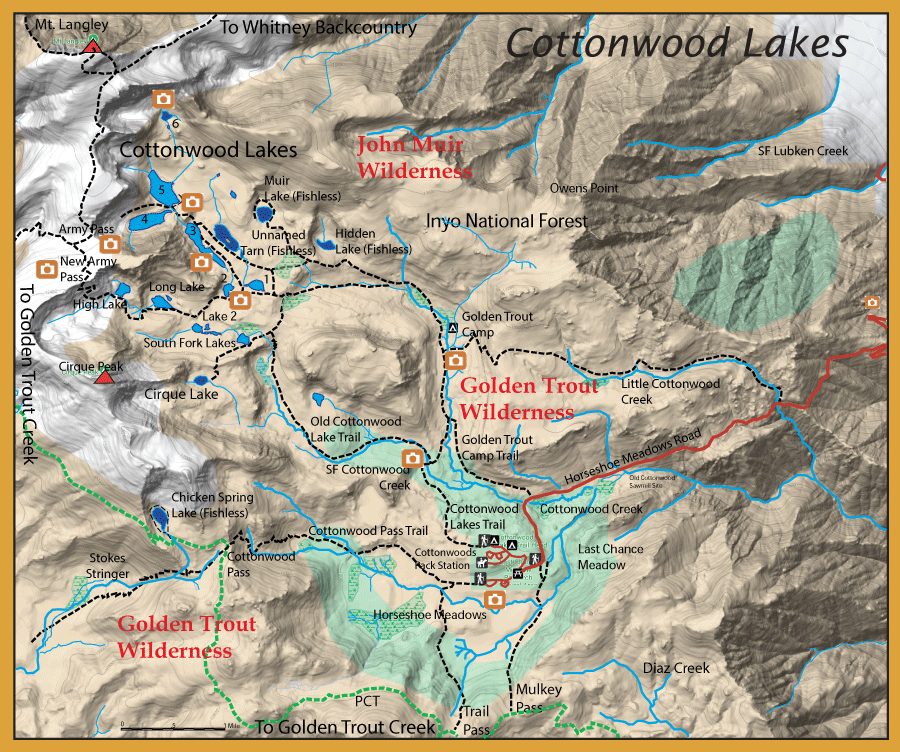 Mt. Langley
To Whitney Backcountry
Cottonwood Lakes
6
Cottonwood Lakes
John Muir
Wilderness
SF Lubken Creek
5
Muir
Lake (Fishless)
Owens Point
4
3
Army Pass
Unnamed
Tarn (Fishless)
Hidden
Lake (Fishless)
Inyo National Forest
New Army
Pass
2
1
Long Lake
High Lake
Lake 2
Golden Trout
Camp
South Fork Lakes
To Golden Trout Creek
Cirque Peak
Cirque Lake
Golden Trout
Wilderness
Little Cottonwood
Creek
Old Cottonwood
Lake Trail
Golden Trout
Camp Trail
SF Cottonwood
Creek
Horseshoe Meadows Road
Old Cottonwood
Sawmill Site
Chicken Spring
Lake (Fishless)
Cottonwood
Lakes Trail
Cottonwood Creek
Cottonwood Pass Trail
Stokes
Stringer
Cottonwood
Pass
Cottonwoods
Pack Station
Last Chance
Meadow
Horseshoe Meadows
Golden Trout
Wilderness
Diaz Creek
PCT
Mulkey
Pass
Trail
Pass
0 .5 1 Mile
To Golden Trout Creek